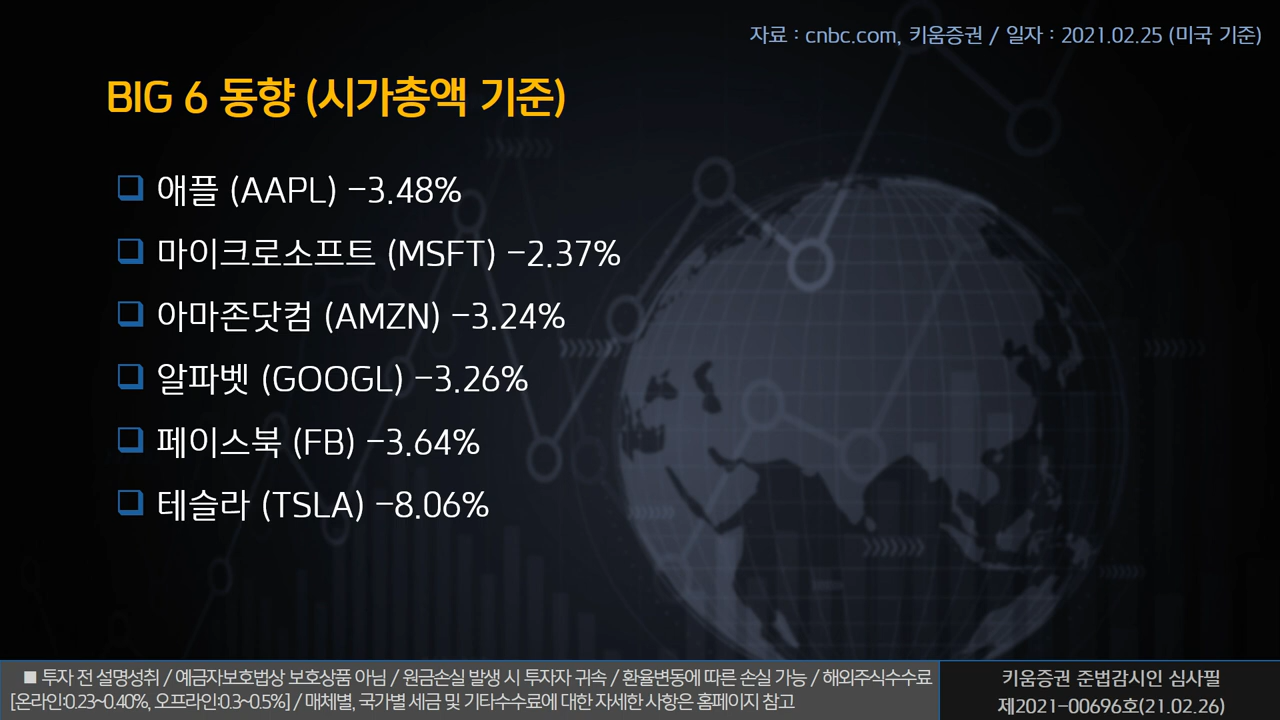 자료 : cnbc.com, 키움증권 / 일자 : 2021.02.25 (미국 기준)
BIG 6 동향 (시가총액 기준)
❏ 애플 (AAPL) -3.48%
❏ 마이크로소프트 (MSFT) -2.37%
❏ 아마존닷컴 (AMZN) -3.24%
❏ 알파벳 (GOOGL) -3.26%
❏ 페이스북 (FB) -3.64%
❏ 테슬라 (TSLA) -8.06%
■ 투자 전 설명성취 / 예금자보호법상 보호상품 아님 / 원금손실 발생 시 투자자 귀속 / 환율변동에 따른 손실 가능 / 해외주식수수료
[온라인:0.23~0.40%, 오프라인:0.3~0.5%] / 매체별, 국가별 세금 및 기타수수료에 대한 자세한 사항은 홈페이지 참고
키움증권 준법감시인 심사필
제2021-00696호(21.02.26)